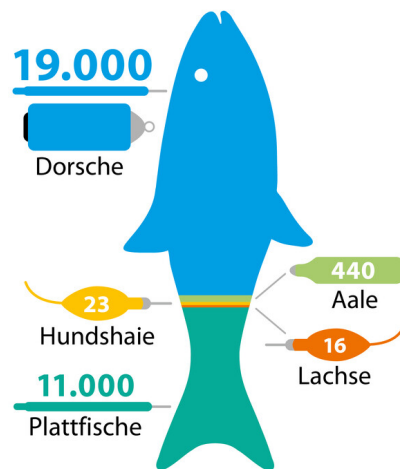 19.000
Dorsche
23
Hundshaie
440
Aale
16
Lachse
11.000
Plattfische